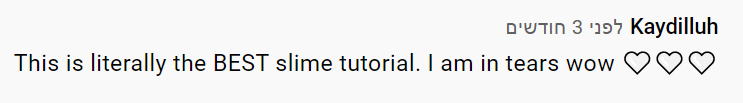 Kaydilluh לפני 3 חודשים
This is literally the BEST slime tutorial. I am in tears wow ♡♡♡